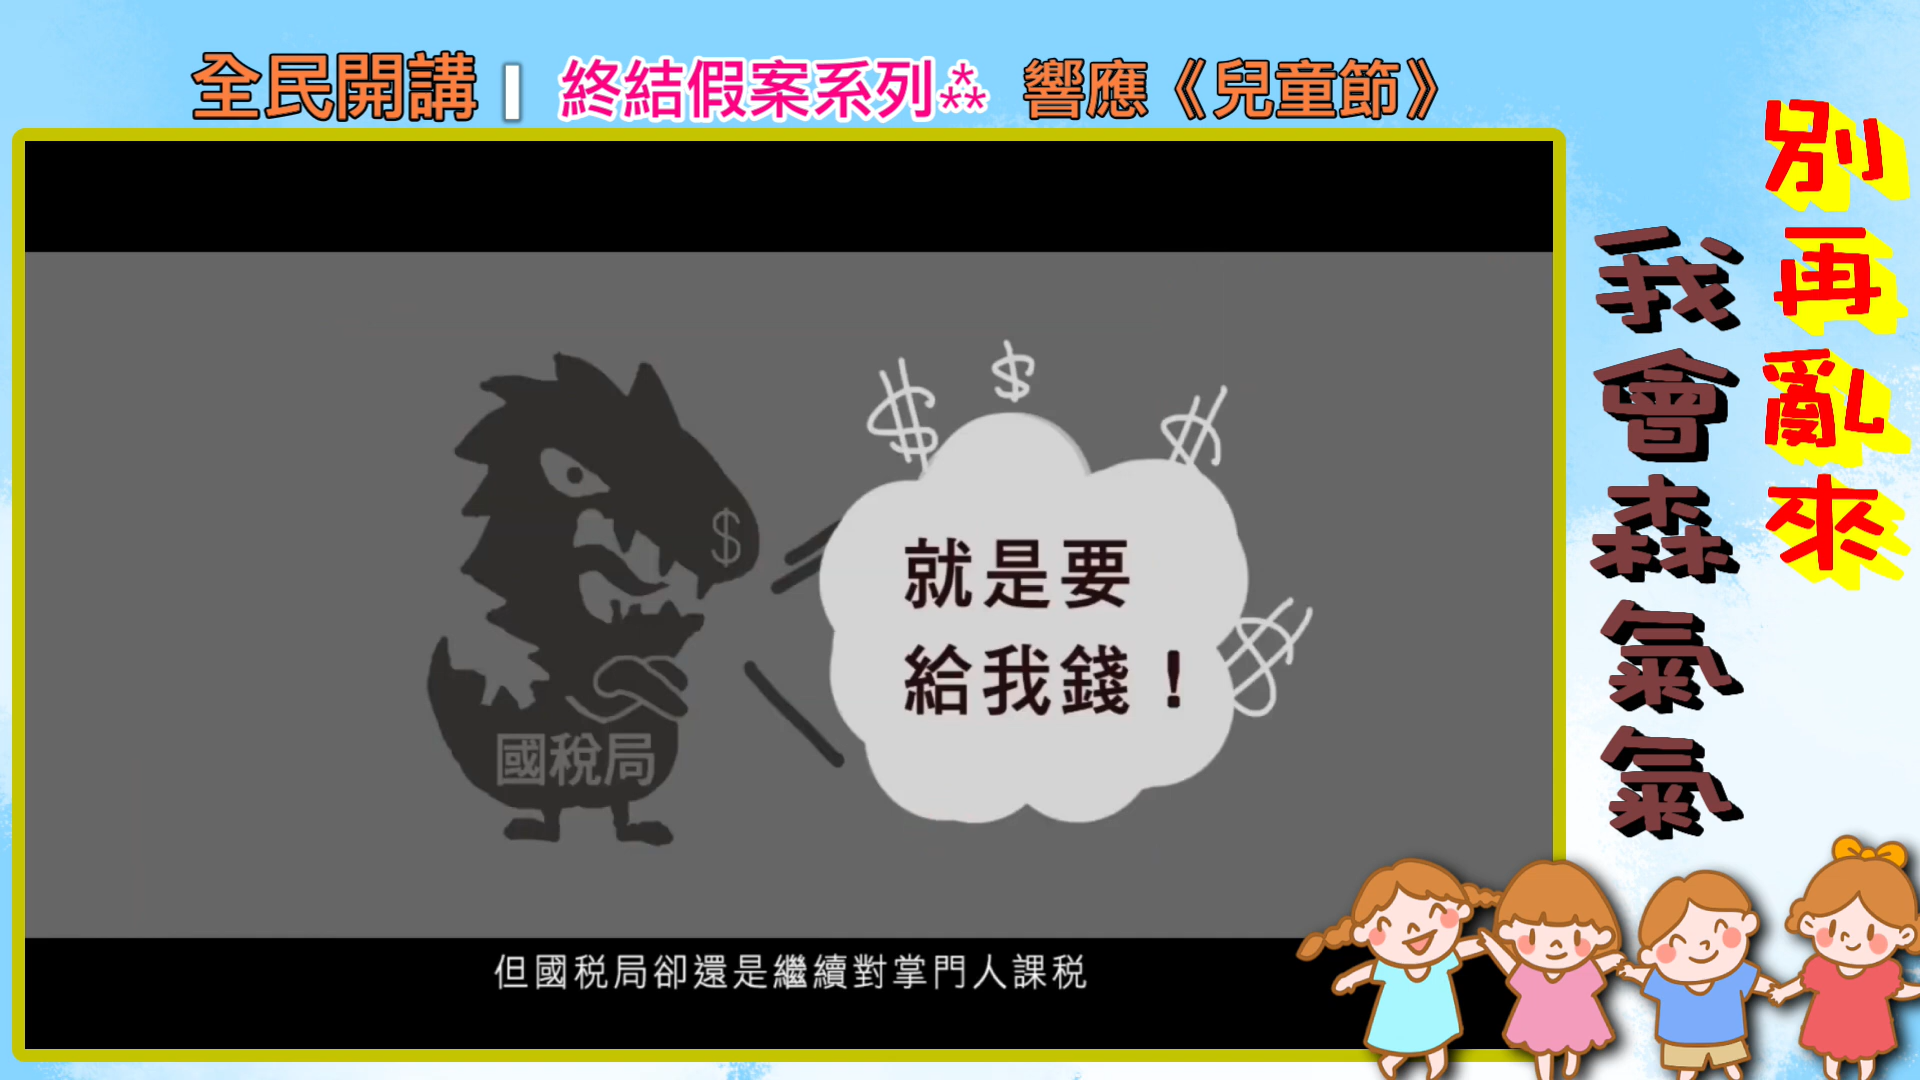 全民開講 | 終結假案系列⁂ 響應《兒童節》
別再亂來
我會森氣氣
$
$
$
$
$
就是要
給我錢！
國稅局
但國稅局卻還是繼續對掌門人課稅